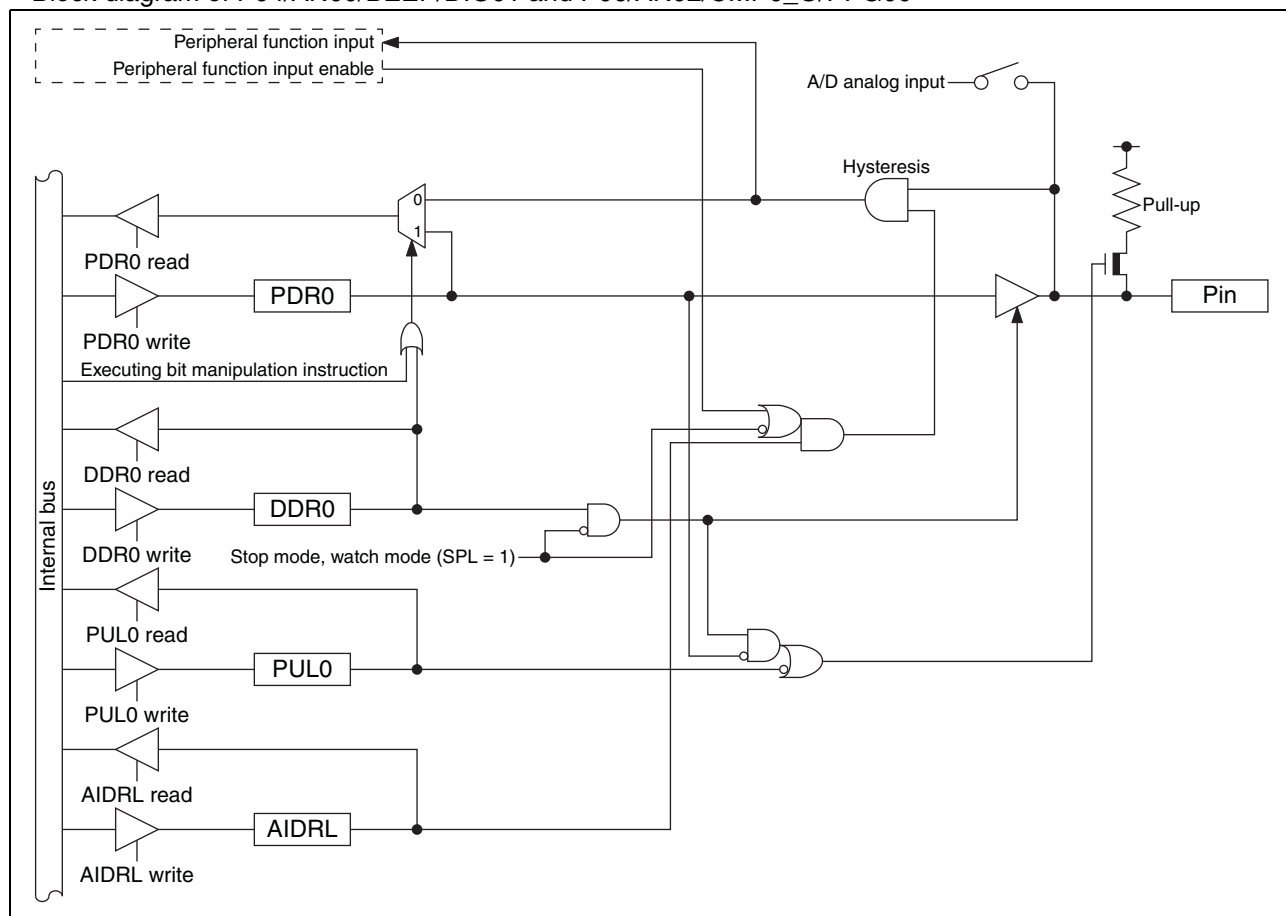 Peripheral function input
Peripheral function input enable
A/D analog input
Hysteresis
0
1
Pull-up
PDR0 read
PDR0
Pin
PDR0 write
Executing bit manipulation instruction
DDR0 read
DDR0
DDR0 write
Stop mode, watch mode (SPL = 1)
Internal bus
PUL0 read
PUL0
PUL0 write
AIDRL read
AIDRL
AIDRL write